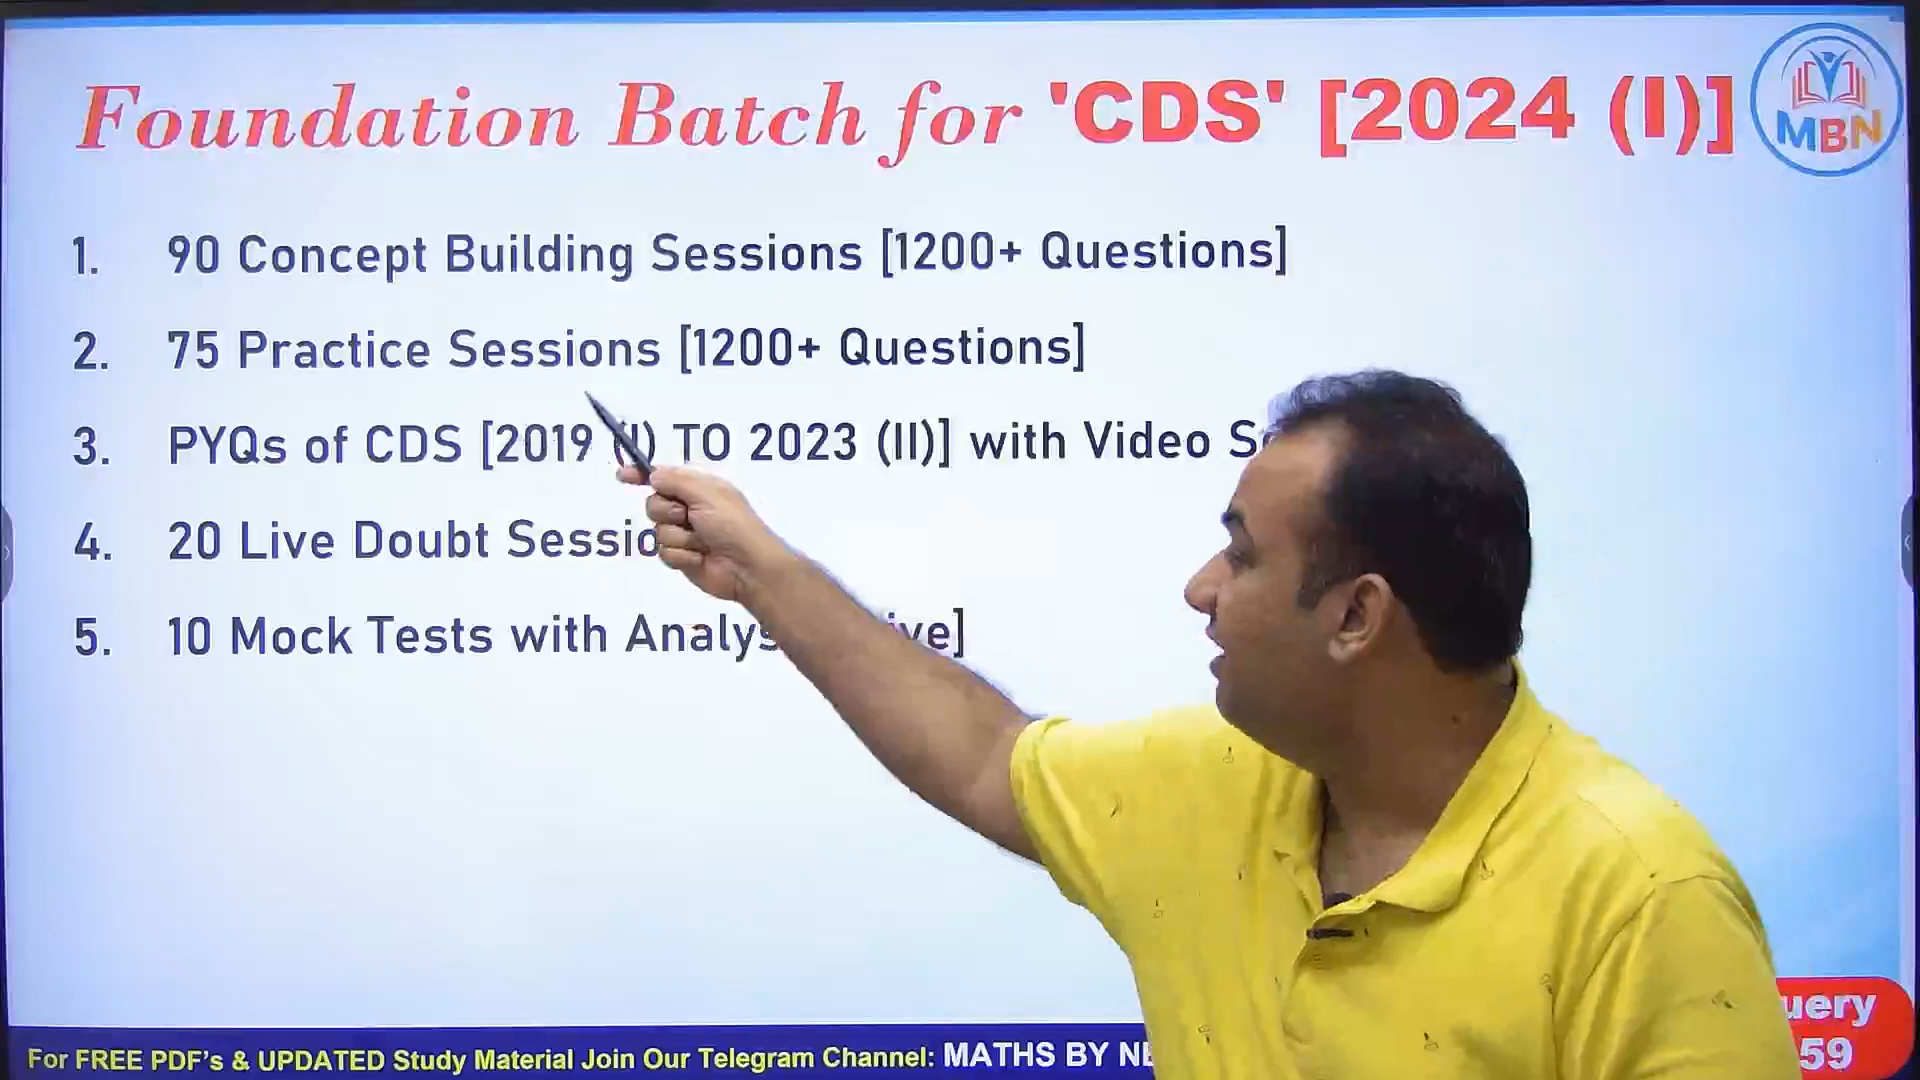 Foundation Batch for 'CDS' [2024 (I)]
MBN
1. 90 Concept Building Sessions [1200+ Questions]
2. 75 Practice Sessions [1200+ Questions]
3. PYQs of CDS [2019 (I) TO 2023 (II)] with Video
4. 20 Live Doubt
5. 10 Mock Tests with
For FREE PDF's & UPDATED Study Material Join Our Telegram Channel: MATHS BY
59